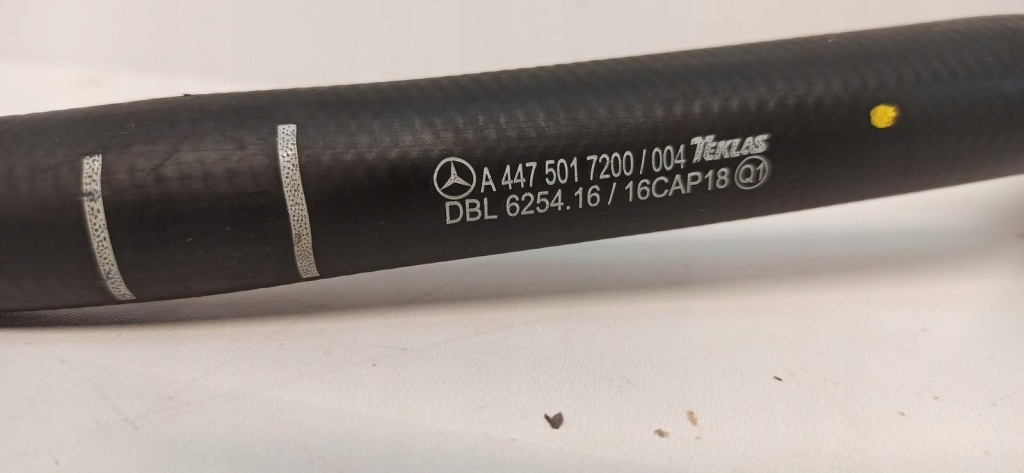 A 447 501 7200 / 004 TEKLAS
DBL 6254.16 / 16CAP18 Q1